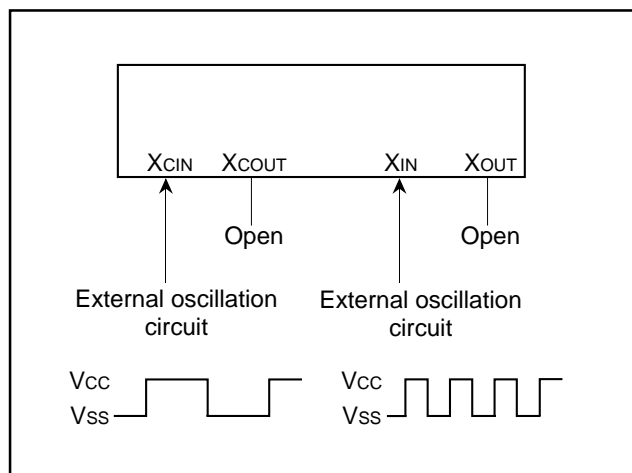 XCIN XCOUT XIN XOUT
Open Open
External oscillation circuit
External oscillation circuit
VCC
VSS
VCC
VSS